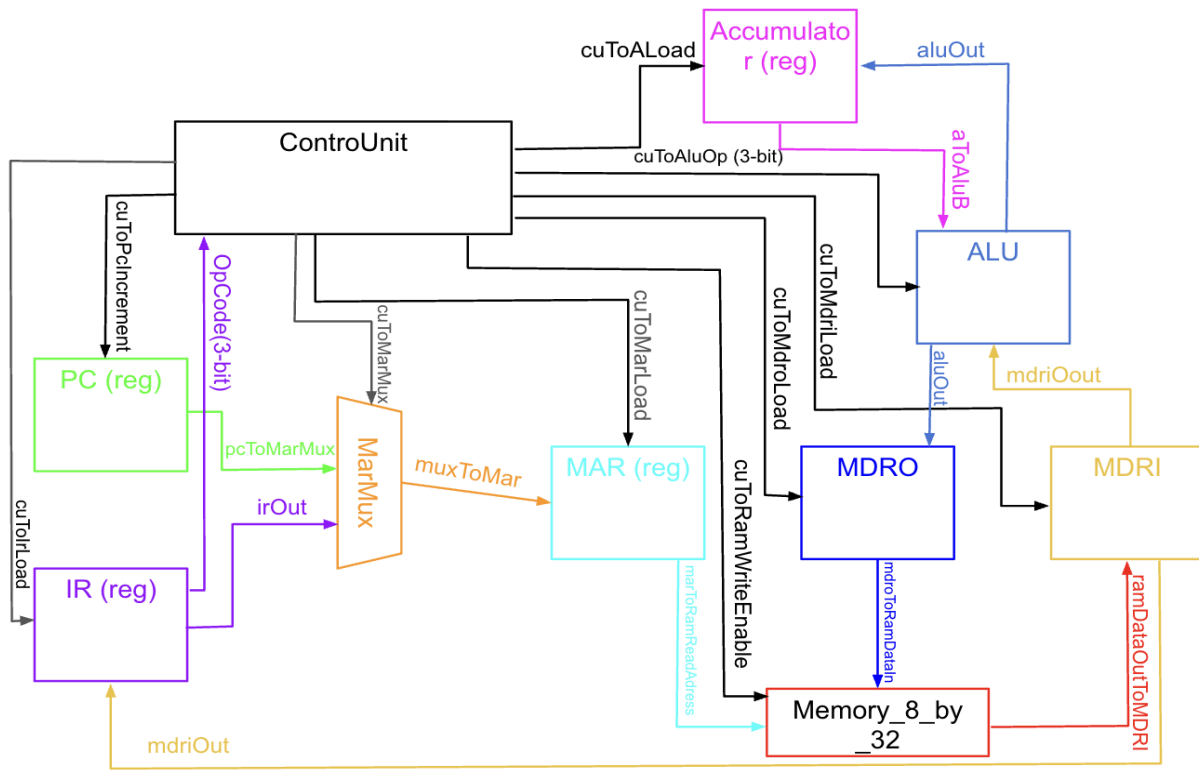 Accumulato
r (reg)
cuToALoad
aluOut
ControUnit
cuToAluOp (3-bit)
aToAluB
ALU
cuToPcIncrement
OpCode(3-bit)
cuToMarMux
cuToMarLoad
cuToMdroLoad
cuToMdriLoad
aluOut
mdriOout
PC (reg)
pcToMarMux
MarMux
muxToMar
MAR (reg)
MDRO
MDRI
cuToIrLoad
irOut
IR (reg)
cuToRamWriteEnable
marToRamReadAdress
mdroToRamDataIn
ramDataOutToMDRI
Memory_8_by
_32
mdriOut